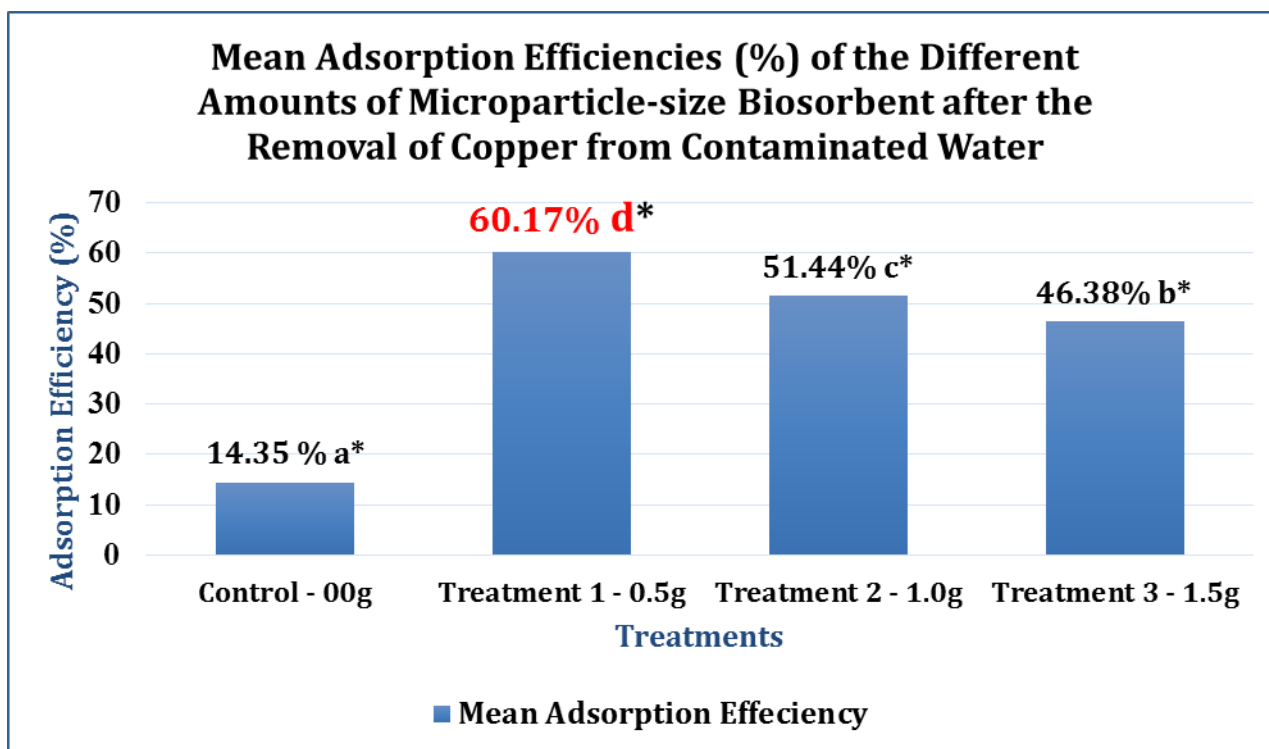 Mean Adsorption Efficiencies (%) of the Different
Amounts of Microparticle-size Biosorbent after the
Removal of Copper from Contaminated Water
Adsorption Efficiency (%)
70
60
50
40
30
20
10
0
14.35 % a*
60.17% d*
51.44% c*
46.38% b*
Control - 00g
Treatment 1 - 0.5g
Treatment 2 - 1.0g
Treatment 3 - 1.5g
Treatments
Mean Adsorption Effeciency